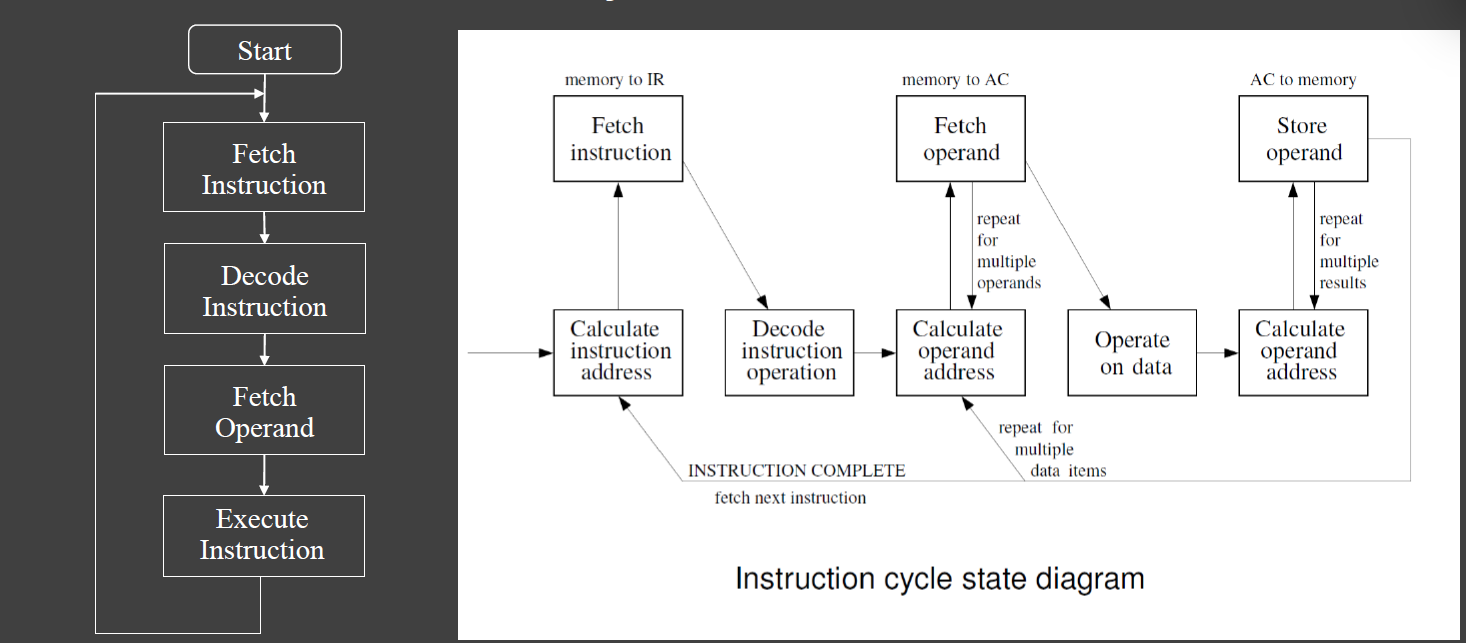 Start
Fetch
Instruction
Decode
Instruction
Fetch
Operand
Execute
Instruction
memory to IR
Fetch
instruction
memory to AC
Fetch
operand
AC to memory
Store
operand
repeat
for
multiple
operands
repeat
for
multiple
results
Calculate
instruction
address
Decode
instruction
operation
Calculate
operand
address
Operate
on data
Calculate
operand
address
repeat for
multiple
data items
INSTRUCTION COMPLETE
fetch next instruction
Instruction cycle state diagram